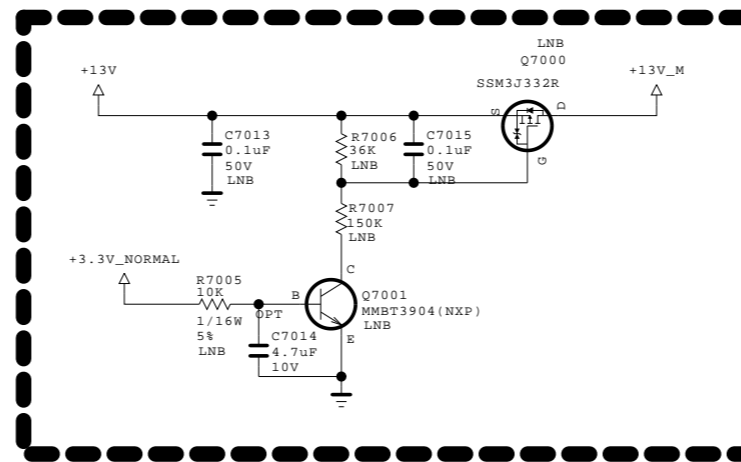 LNB
Q7000
+13V
+13V_M
SSM3J332R
S
D
G
C7013
0.1uF
50V
LNB
R7006
36K
LNB
C7015
0.1uF
50V
LNB
R7007
150K
LNB
+3.3V_NORMAL
R7005
10K
1/16W
5%
LNB
B
C
E
Q7001
MMBT3904(NXP)
LNB
OPT
C7014
4.7uF
10V